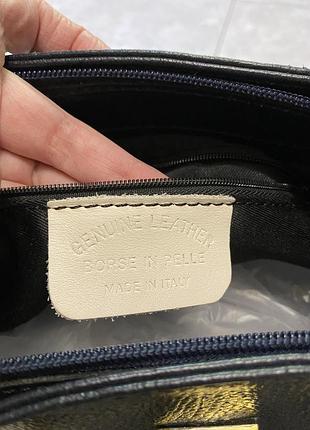 GENUINE LEATHER
BORSE IN PELLE
MADE IN ITALY